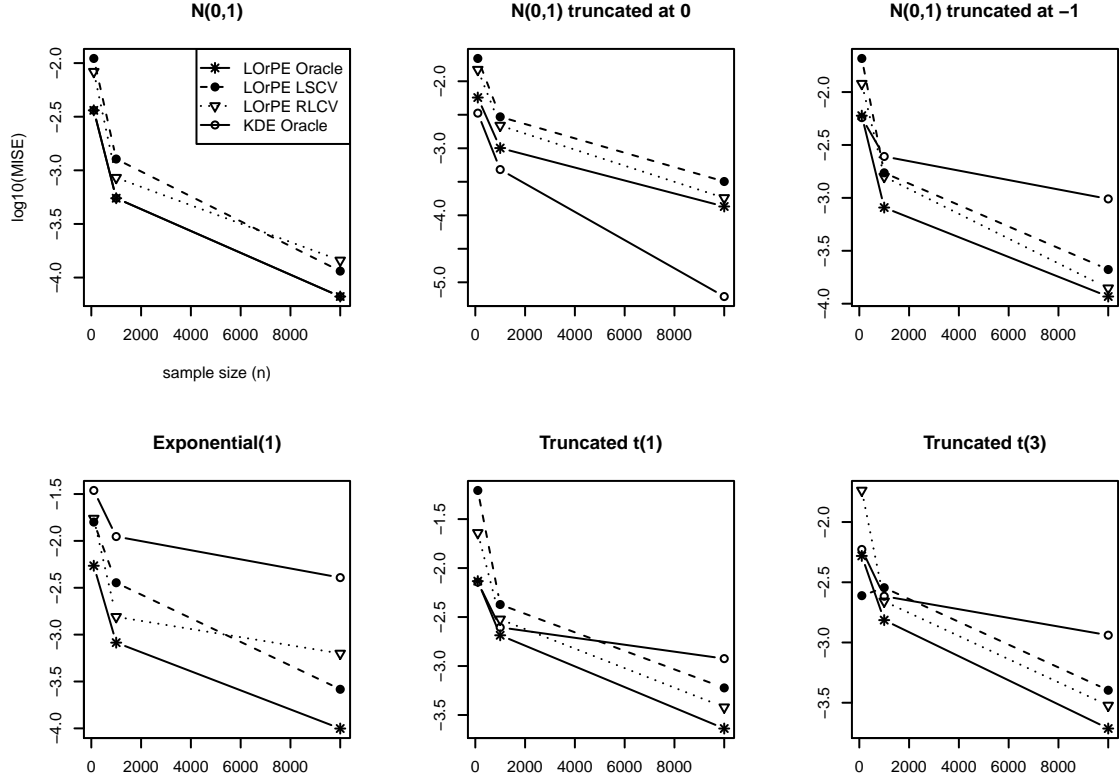 N(0,1)
N(0,1) truncated at 0
N(0,1) truncated at −1
log10(MISE)
−2.0
−2.5
−3.0
−3.5
−4.0
LOrPE Oracle
LOrPE LSCV
LOrPE RLCV
KDE Oracle
0 2000 4000 6000 8000
sample size (n)
−2.0
−3.0
−4.0
−5.0
0 2000 4000 6000 8000
−2.0
−2.5
−3.0
−3.5
−4.0
0 2000 4000 6000 8000
Exponential(1)
Truncated t(1)
Truncated t(3)
−1.5
−2.0
−2.5
−3.0
−3.5
−4.0
0 2000 4000 6000 8000
−1.5
−2.0
−2.5
−3.0
−3.5
0 2000 4000 6000 8000
−2.0
−2.5
−3.0
−3.5
0 2000 4000 6000 8000